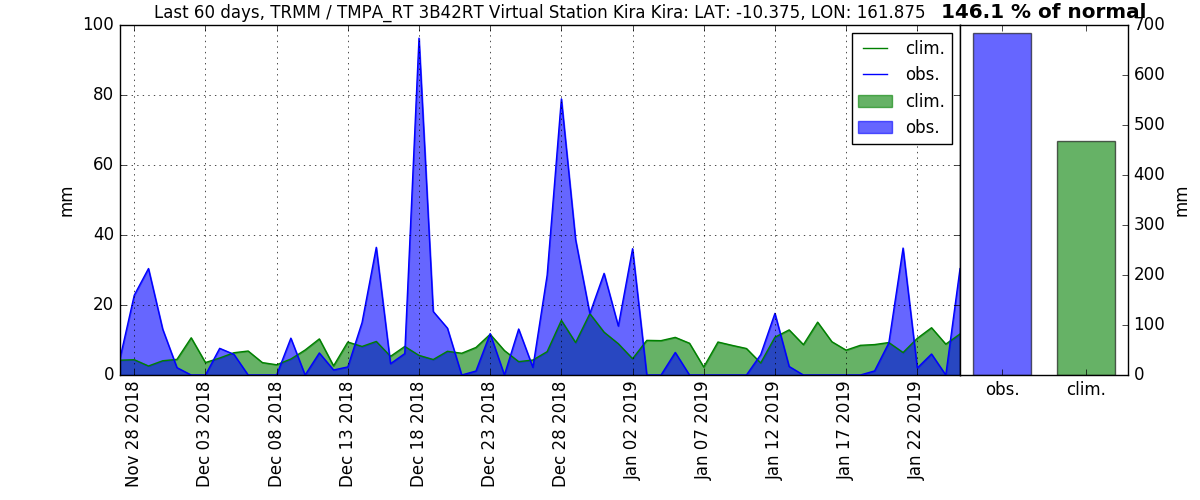 Last 60 days, TRMM / TMPA_RT 3B42RT Virtual Station Kira Kira: LAT: -10.375, LON: 161.875
146.1 % of normal
100
80
60
40
20
0
mm
clim.
obs.
clim.
obs.
700
600
500
400
300
200
100
0
mm
Nov 28 2018
Dec 03 2018
Dec 08 2018
Dec 13 2018
Dec 18 2018
Dec 23 2018
Dec 28 2018
Jan 02 2019
Jan 07 2019
Jan 12 2019
Jan 17 2019
Jan 22 2019
obs.
clim.